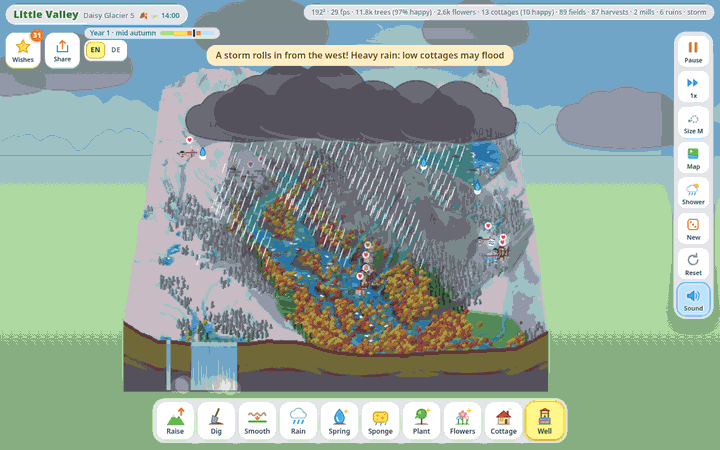 Little Valley Daisy Glacier 5 14:00
192² · 29 fps · 11.8k trees (97% happy) · 2.6k flowers · 13 cottages (10 happy) · 89 fields · 87 harvests · 2 mills · 6 ruins · storm
Year 1 · mid autumn
31
Wishes
Share
EN
DE
A storm rolls in from the west! Heavy rain: low cottages may flood
Pause
1x
Size M
Map
Shower
New
Reset
Sound
Raise
Dig
Smooth
Rain
Spring
Sponge
Plant
Flowers
Cottage
Well